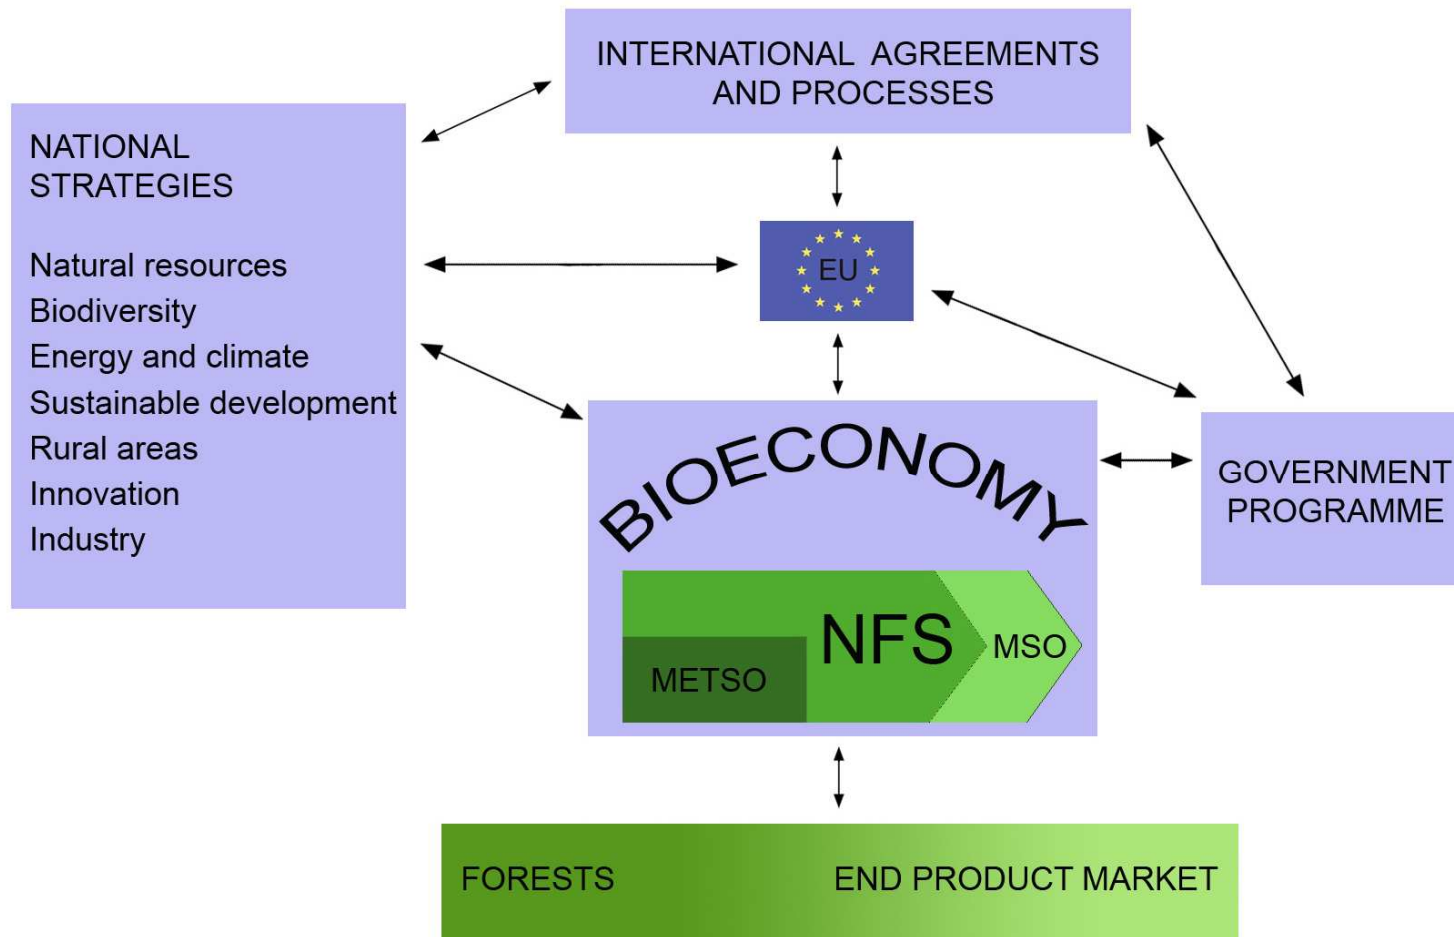 INTERNATIONAL AGREEMENTS
AND PROCESSES
NATIONAL
STRATEGIES
Natural resources
Biodiversity
Energy and climate
Sustainable development
Rural areas
Innovation
Industry
EU
BIOECONOMY
NFS
MSO
METSO
GOVERNMENT
PROGRAMME
FORESTS
END PRODUCT MARKET